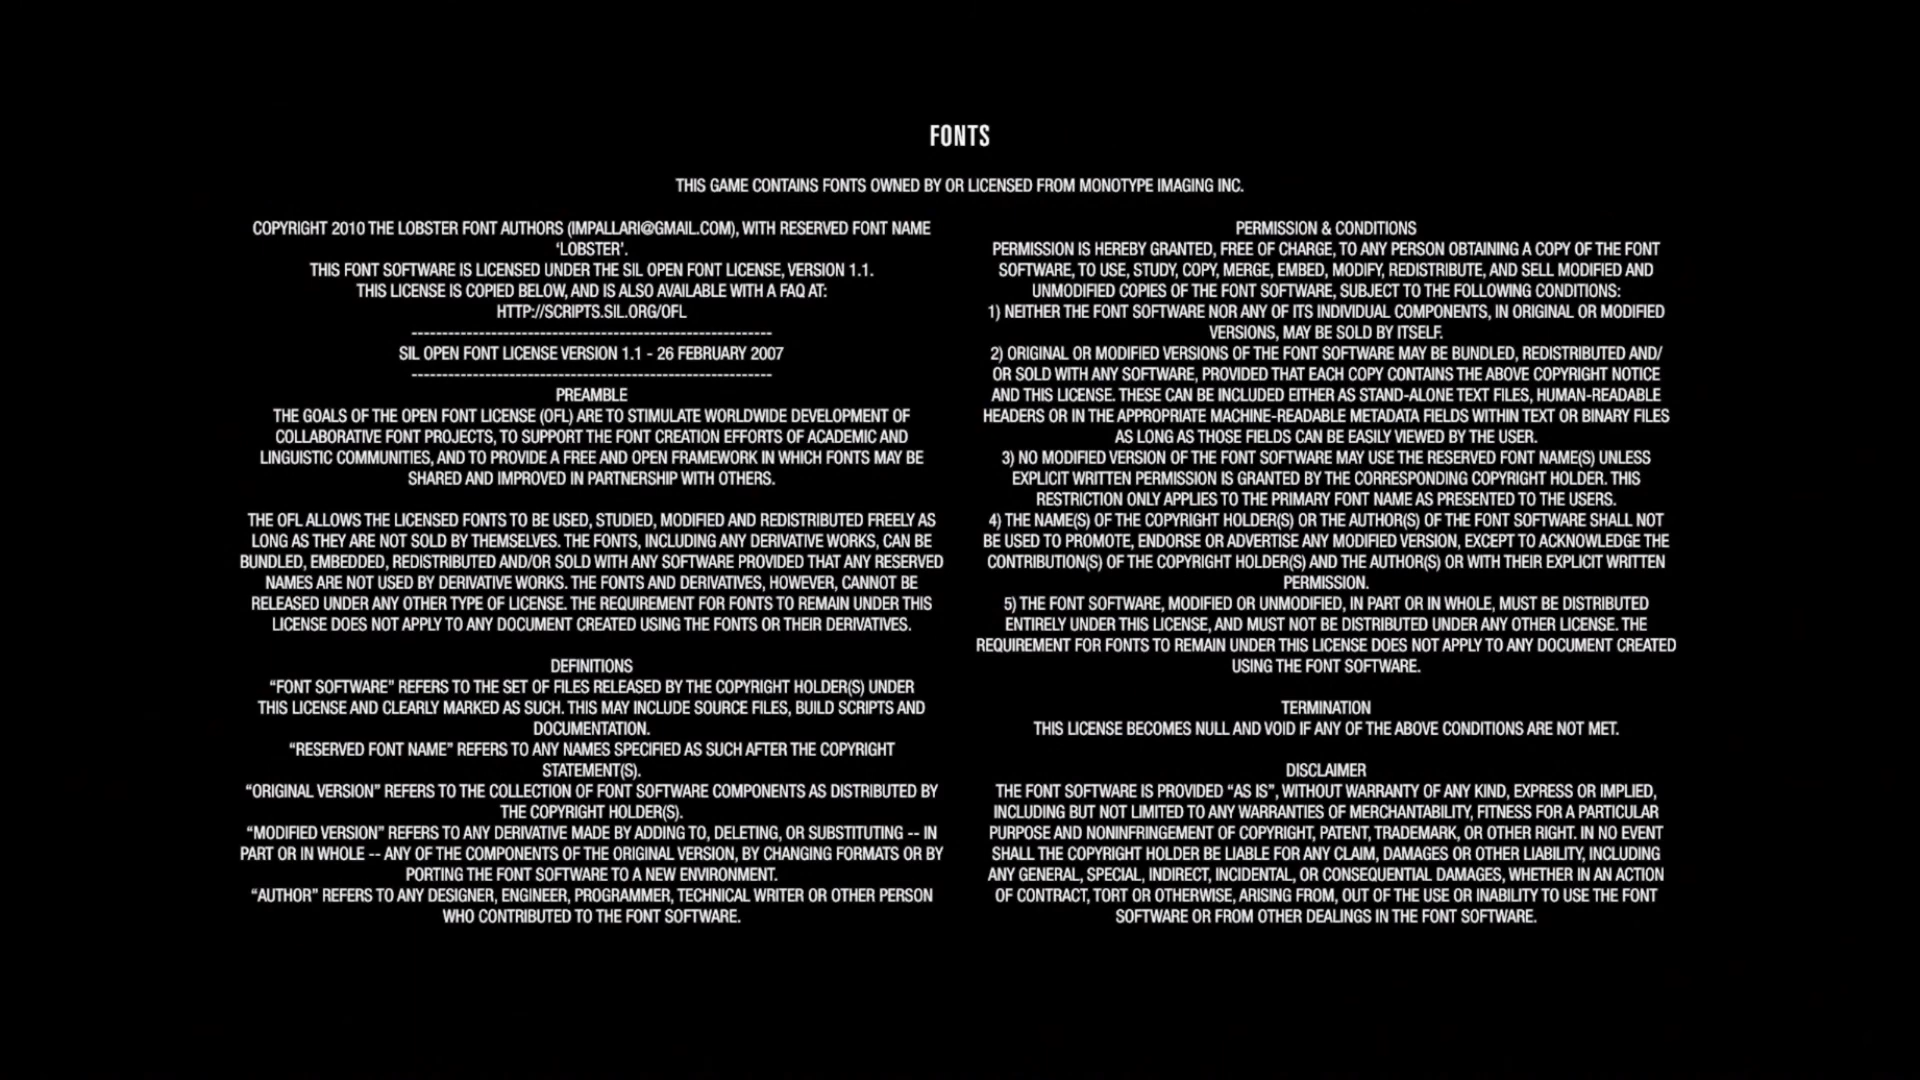 FONTS
THIS GAME CONTAINS FONTS OWNED BY OR LICENSED FROM MONOTYPE IMAGING INC.
COPYRIGHT 2010 THE LOBSTER FONT AUTHORS (IMPALLARI@GMAIL.COM), WITH RESERVED FONT NAME
‘LOBSTER’.
THIS FONT SOFTWARE IS LICENSED UNDER THE SIL OPEN FONT LICENSE, VERSION 1.1.
THIS LICENSE IS COPIED BELOW, AND IS ALSO AVAILABLE WITH A FAQ AT:
HTTP://SCRIPTS.SIL.ORG/OFL
-----------------------------------------------------------
SIL OPEN FONT LICENSE VERSION 1.1 - 26 FEBRUARY 2007
-----------------------------------------------------------
PREAMBLE
THE GOALS OF THE OPEN FONT LICENSE (OFL) ARE TO STIMULATE WORLDWIDE DEVELOPMENT OF
COLLABORATIVE FONT PROJECTS, TO SUPPORT THE FONT CREATION EFFORTS OF ACADEMIC AND
LINGUISTIC COMMUNITIES, AND TO PROVIDE A FREE AND OPEN FRAMEWORK IN WHICH FONTS MAY BE
SHARED AND IMPROVED IN PARTNERSHIP WITH OTHERS.
THE OFL ALLOWS THE LICENSED FONTS TO BE USED, STUDIED, MODIFIED AND REDISTRIBUTED FREELY AS
LONG AS THEY ARE NOT SOLD BY THEMSELVES. THE FONTS, INCLUDING ANY DERIVATIVE WORKS, CAN BE
BUNDLED, EMBEDDED, REDISTRIBUTED AND/OR SOLD WITH ANY SOFTWARE PROVIDED THAT ANY RESERVED
NAMES ARE NOT USED BY DERIVATIVE WORKS. THE FONTS AND DERIVATIVES, HOWEVER, CANNOT BE
RELEASED UNDER ANY OTHER TYPE OF LICENSE. THE REQUIREMENT FOR FONTS TO REMAIN UNDER THIS
LICENSE DOES NOT APPLY TO ANY DOCUMENT CREATED USING THE FONTS OR THEIR DERIVATIVES.
DEFINITIONS
“FONT SOFTWARE” REFERS TO THE SET OF FILES RELEASED BY THE COPYRIGHT HOLDER(S) UNDER
THIS LICENSE AND CLEARLY MARKED AS SUCH. THIS MAY INCLUDE SOURCE FILES, BUILD SCRIPTS AND
DOCUMENTATION.
“RESERVED FONT NAME” REFERS TO ANY NAMES SPECIFIED AS SUCH AFTER THE COPYRIGHT
STATEMENT(S).
“ORIGINAL VERSION” REFERS TO THE COLLECTION OF FONT SOFTWARE COMPONENTS AS DISTRIBUTED BY
THE COPYRIGHT HOLDER(S).
“MODIFIED VERSION” REFERS TO ANY DERIVATIVE MADE BY ADDING TO, DELETING, OR SUBSTITUTING -- IN
PART OR IN WHOLE -- ANY OF THE COMPONENTS OF THE ORIGINAL VERSION, BY CHANGING FORMATS OR BY
PORTING THE FONT SOFTWARE TO A NEW ENVIRONMENT.
“AUTHOR” REFERS TO ANY DESIGNER, ENGINEER, PROGRAMMER, TECHNICAL WRITER OR OTHER PERSON
WHO CONTRIBUTED TO THE FONT SOFTWARE.
PERMISSION & CONDITIONS
PERMISSION IS HEREBY GRANTED, FREE OF CHARGE, TO ANY PERSON OBTAINING A COPY OF THE FONT
SOFTWARE, TO USE, STUDY, COPY, MERGE, EMBED, MODIFY, REDISTRIBUTE, AND SELL MODIFIED AND
UNMODIFIED COPIES OF THE FONT SOFTWARE, SUBJECT TO THE FOLLOWING CONDITIONS:
1) NEITHER THE FONT SOFTWARE NOR ANY OF ITS INDIVIDUAL COMPONENTS, IN ORIGINAL OR MODIFIED
VERSIONS, MAY BE SOLD BY ITSELF.
2) ORIGINAL OR MODIFIED VERSIONS OF THE FONT SOFTWARE MAY BE BUNDLED, REDISTRIBUTED AND/
OR SOLD WITH ANY SOFTWARE, PROVIDED THAT EACH COPY CONTAINS THE ABOVE COPYRIGHT NOTICE
AND THIS LICENSE. THESE CAN BE INCLUDED EITHER AS STAND-ALONE TEXT FILES, HUMAN-READABLE
HEADERS OR IN THE APPROPRIATE MACHINE-READABLE METADATA FIELDS WITHIN TEXT OR BINARY FILES
AS LONG AS THOSE FIELDS CAN BE EASILY VIEWED BY THE USER.
3) NO MODIFIED VERSION OF THE FONT SOFTWARE MAY USE THE RESERVED FONT NAME(S) UNLESS
EXPLICIT WRITTEN PERMISSION IS GRANTED BY THE CORRESPONDING COPYRIGHT HOLDER. THIS
RESTRICTION ONLY APPLIES TO THE PRIMARY FONT NAME AS PRESENTED TO THE USERS.
4) THE NAME(S) OF THE COPYRIGHT HOLDER(S) OR THE AUTHOR(S) OF THE FONT SOFTWARE SHALL NOT
BE USED TO PROMOTE, ENDORSE OR ADVERTISE ANY MODIFIED VERSION, EXCEPT TO ACKNOWLEDGE THE
CONTRIBUTION(S) OF THE COPYRIGHT HOLDER(S) AND THE AUTHOR(S) OR WITH THEIR EXPLICIT WRITTEN
PERMISSION.
5) THE FONT SOFTWARE, MODIFIED OR UNMODIFIED, IN PART OR IN WHOLE, MUST BE DISTRIBUTED
ENTIRELY UNDER THIS LICENSE, AND MUST NOT BE DISTRIBUTED UNDER ANY OTHER LICENSE. THE
REQUIREMENT FOR FONTS TO REMAIN UNDER THIS LICENSE DOES NOT APPLY TO ANY DOCUMENT CREATED
USING THE FONT SOFTWARE.
TERMINATION
THIS LICENSE BECOMES NULL AND VOID IF ANY OF THE ABOVE CONDITIONS ARE NOT MET.
DISCLAIMER
THE FONT SOFTWARE IS PROVIDED “AS IS”, WITHOUT WARRANTY OF ANY KIND, EXPRESS OR IMPLIED,
INCLUDING BUT NOT LIMITED TO ANY WARRANTIES OF MERCHANTABILITY, FITNESS FOR A PARTICULAR
PURPOSE AND NONINFRINGEMENT OF COPYRIGHT, PATENT, TRADEMARK, OR OTHER RIGHT. IN NO EVENT
SHALL THE COPYRIGHT HOLDER BE LIABLE FOR ANY CLAIM, DAMAGES OR OTHER LIABILITY, INCLUDING
ANY GENERAL, SPECIAL, INDIRECT, INCIDENTAL, OR CONSEQUENTIAL DAMAGES, WHETHER IN AN ACTION
OF CONTRACT, TORT OR OTHERWISE, ARISING FROM, OUT OF THE USE OR INABILITY TO USE THE FONT
SOFTWARE OR FROM OTHER DEALINGS IN THE FONT SOFTWARE.